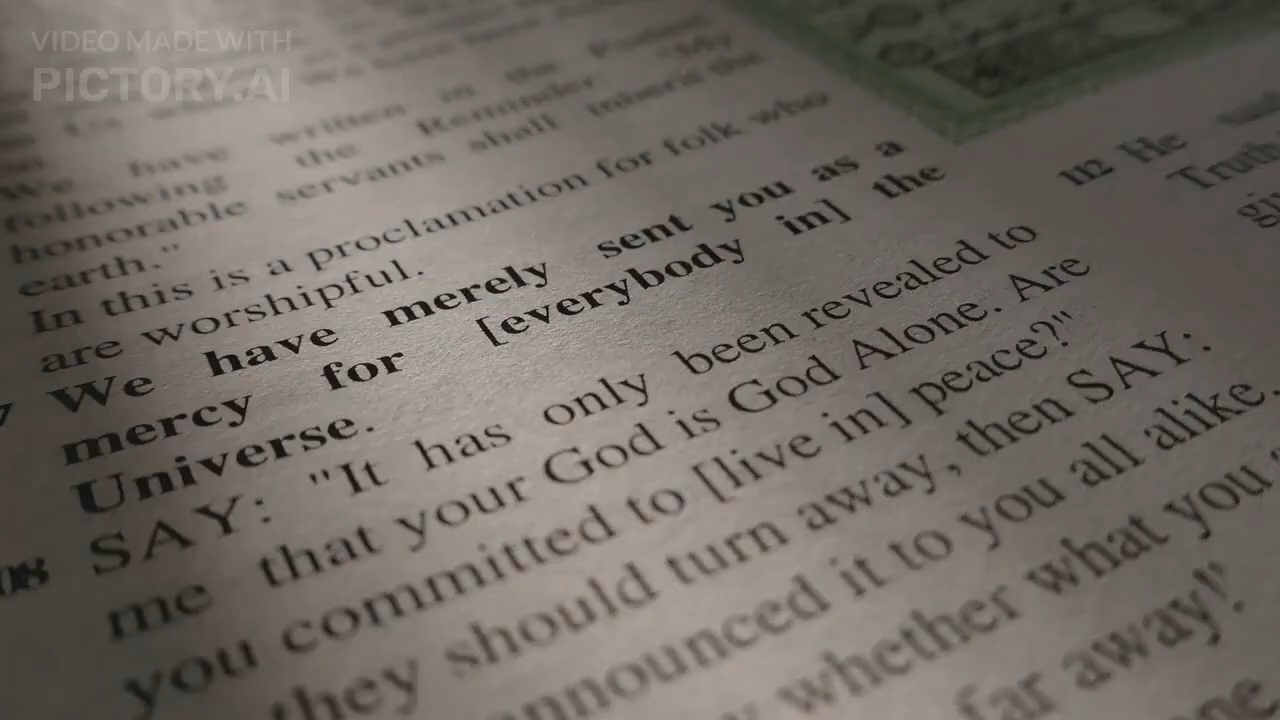 VIDEO MADE WITH
PICTORY.AI
We have written in the
following the Reminder "My
honorable servants shall inherit the
earth."
In this is a proclamation for folk who
are worshipful.
We have merely sent you as a
mercy for [everybody in] the
Universe.
SAY: "It has only been revealed to
me that your God is God Alone. Are
you committed to [live in] peace?"
they should turn away, then SAY:
announced it to you all alike.
whether what you
far away!'
112 He
Truth